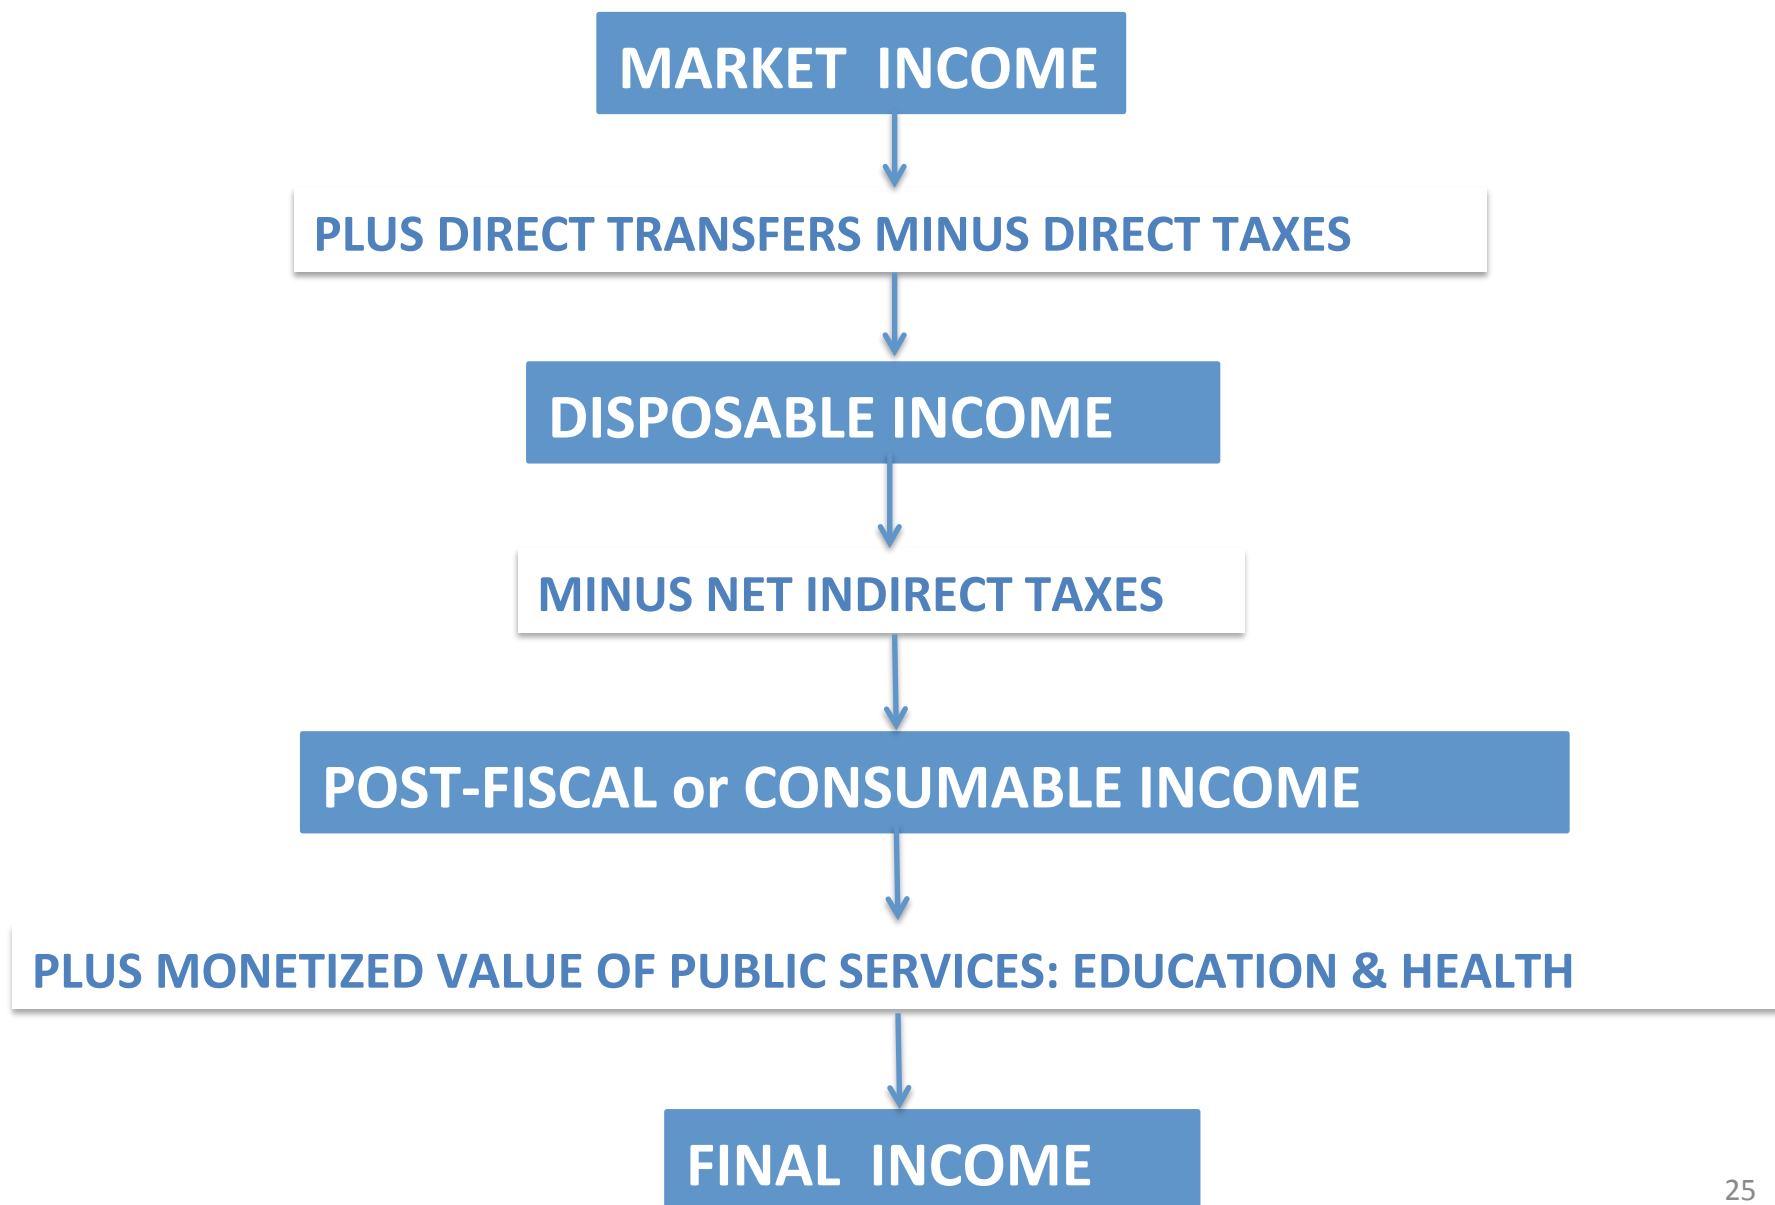 MARKET INCOME
PLUS DIRECT TRANSFERS MINUS DIRECT TAXES
DISPOSABLE INCOME
MINUS NET INDIRECT TAXES
POST-FISCAL or CONSUMABLE INCOME
PLUS MONETIZED VALUE OF PUBLIC SERVICES: EDUCATION & HEALTH
FINAL INCOME
25